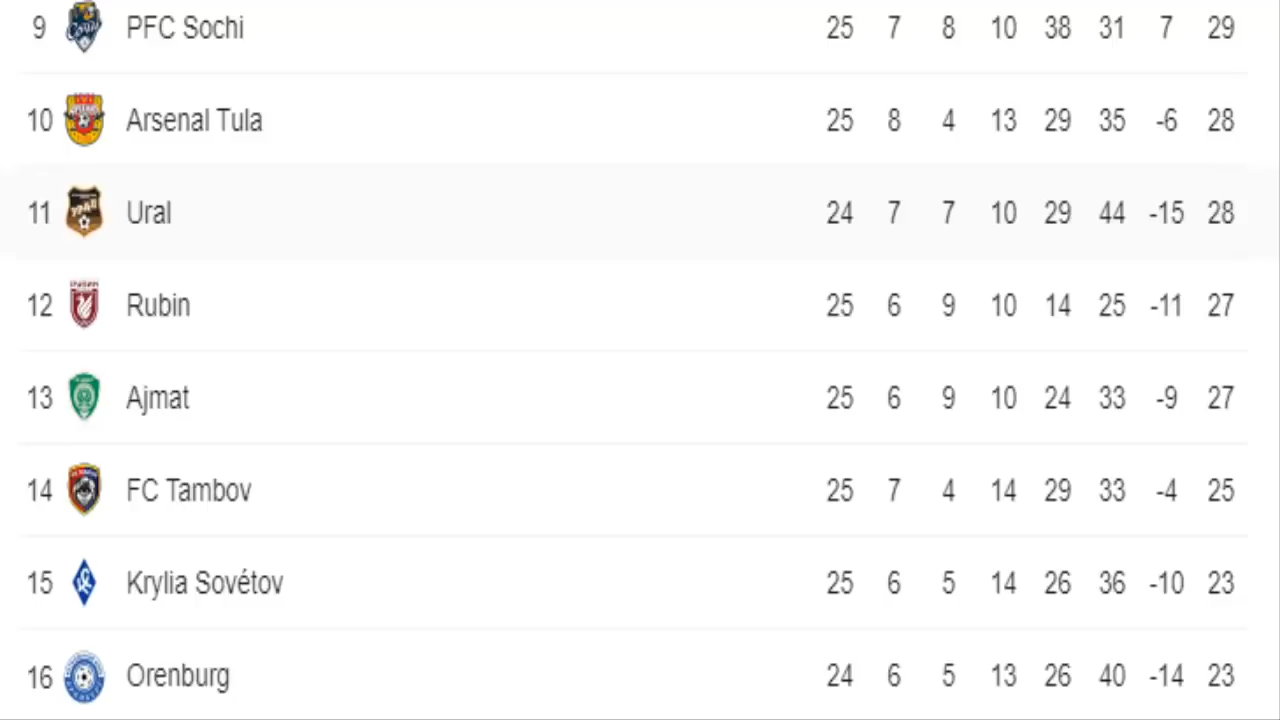 9 PFC Sochi 25 7 8 10 38 31 7 29
10 Arsenal Tula 25 8 4 13 29 35 -6 28
11 Ural 24 7 7 10 29 44 -15 28
12 Rubin 25 6 9 10 14 25 -11 27
13 Ajmat 25 6 9 10 24 33 -9 27
14 FC Tambov 25 7 4 14 29 33 -4 25
15 Krylia Sovétov 25 6 5 14 26 36 -10 23
16 Orenburg 24 6 5 13 26 40 -14 23